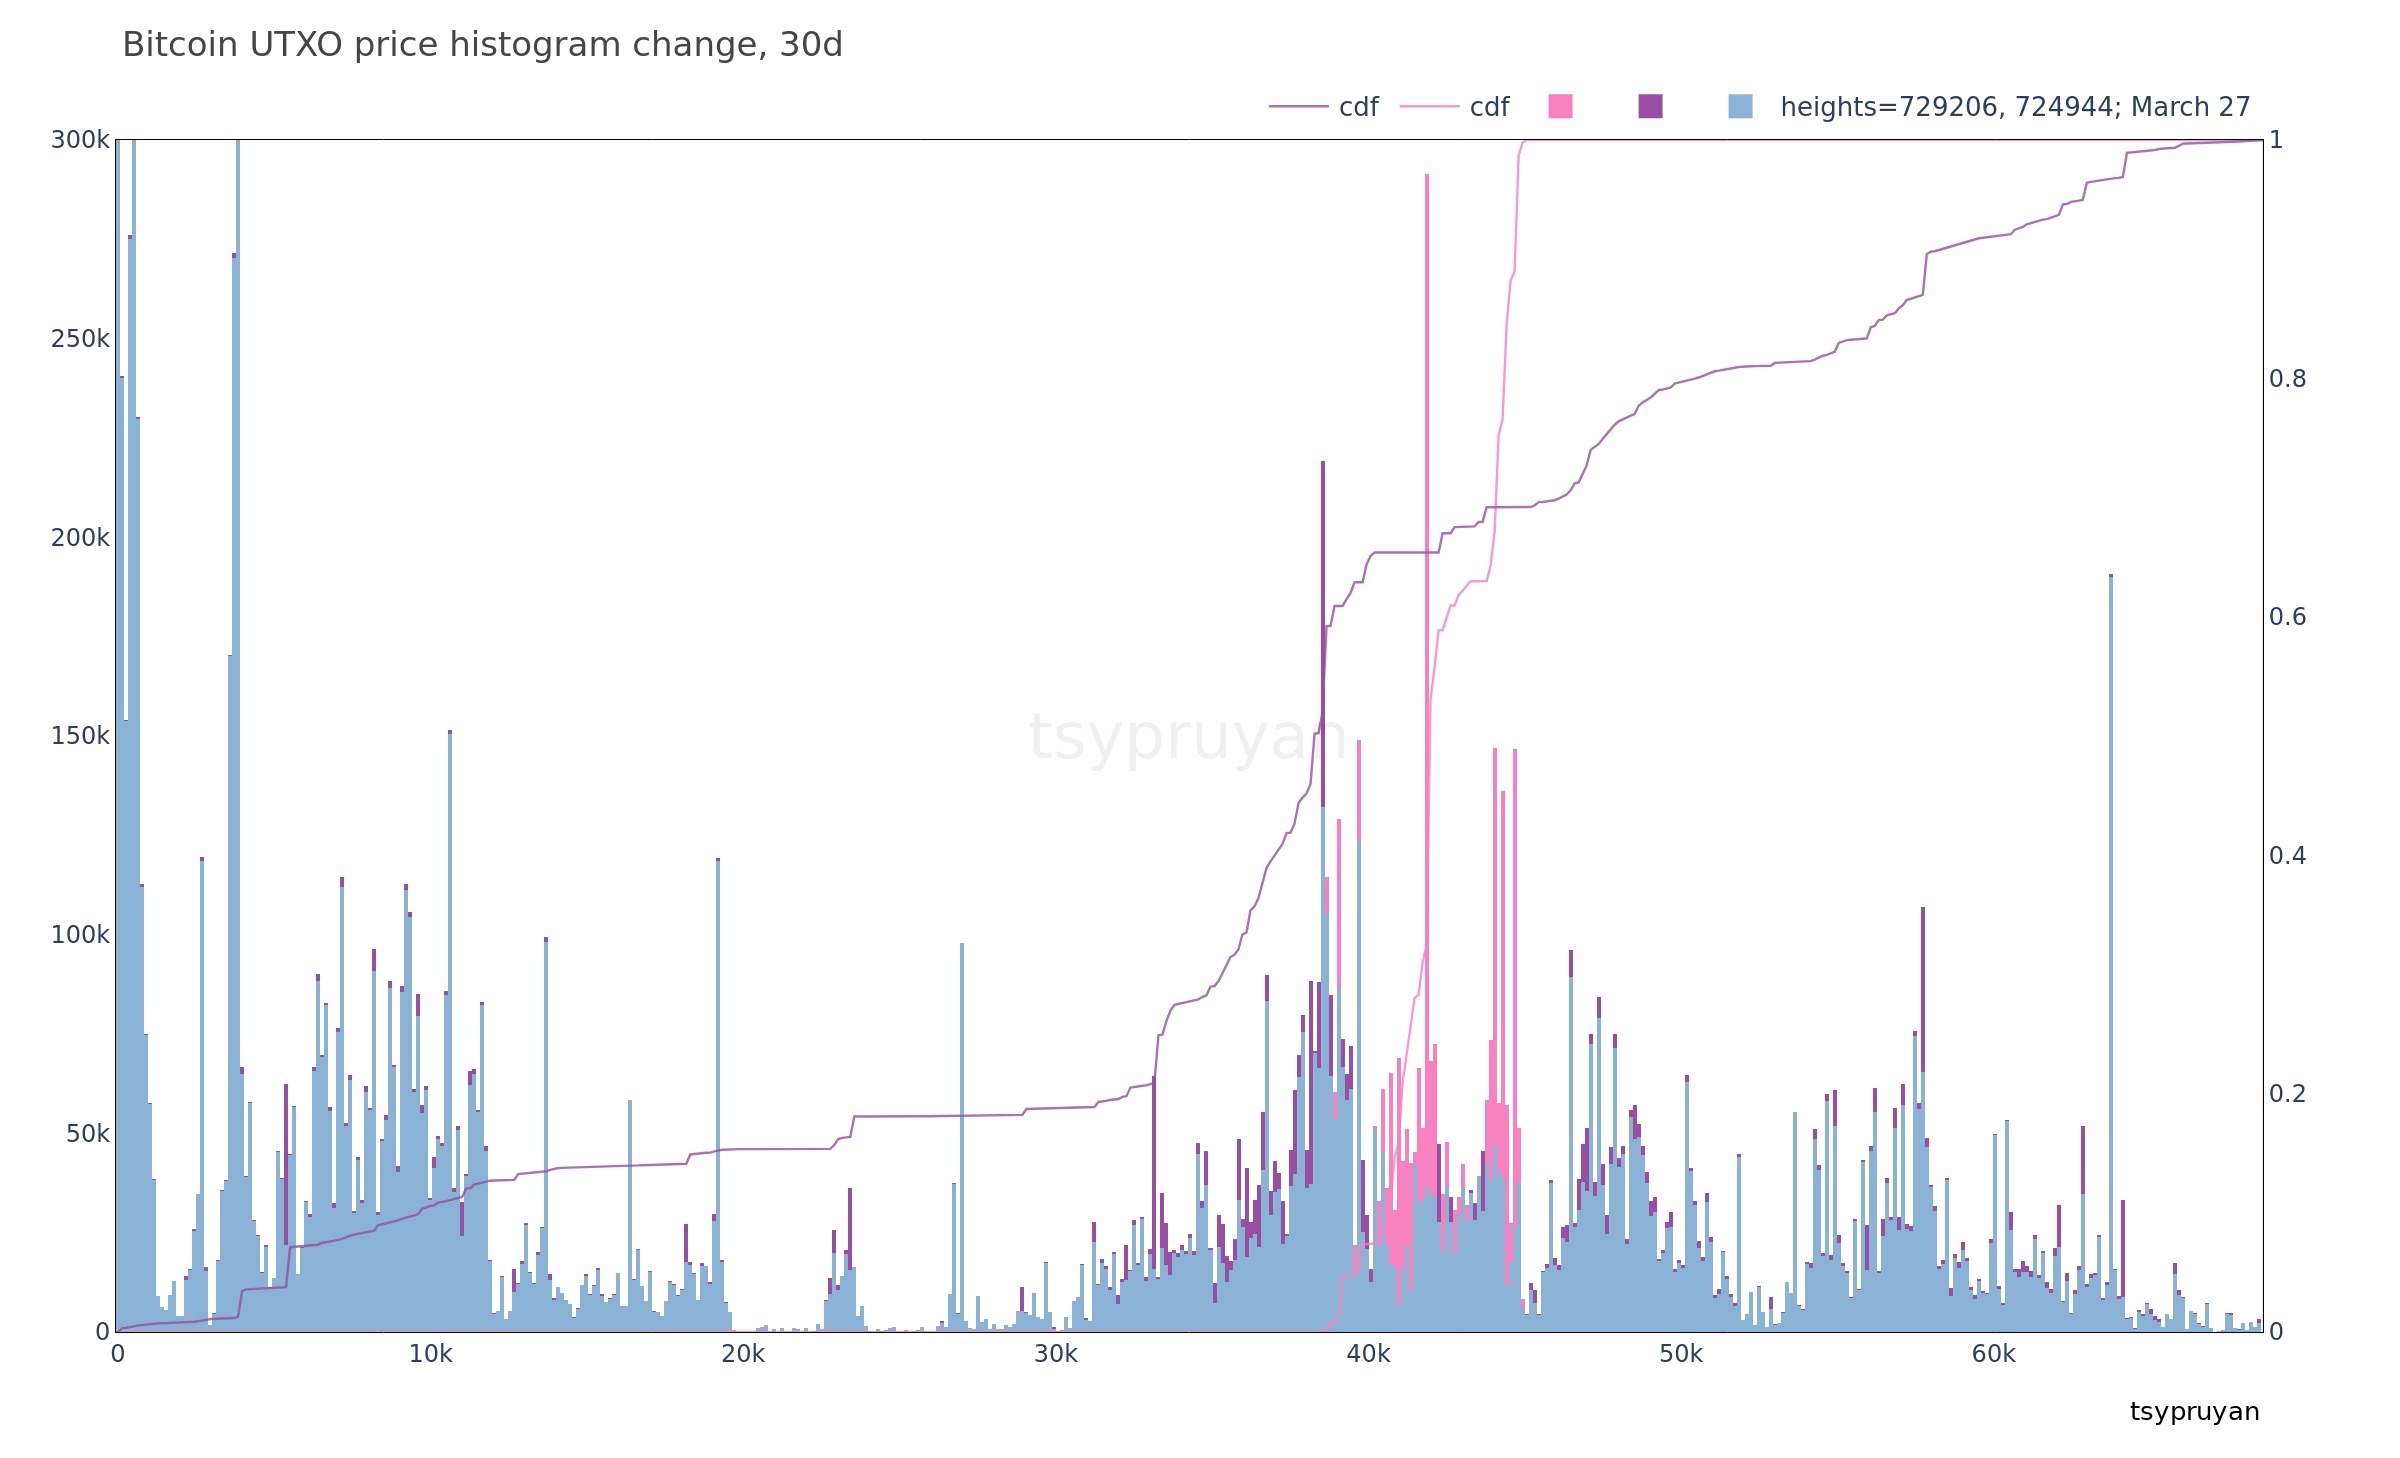 Bitcoin UTXO price histogram change, 30d
cdf cdf heights=729206, 724944; March 27
300k
250k
200k
150k
100k
50k
0
1
0.8
0.6
0.4
0.2
0
tsypruyan
0 10k 20k 30k 40k 50k 60k
tsypruyan